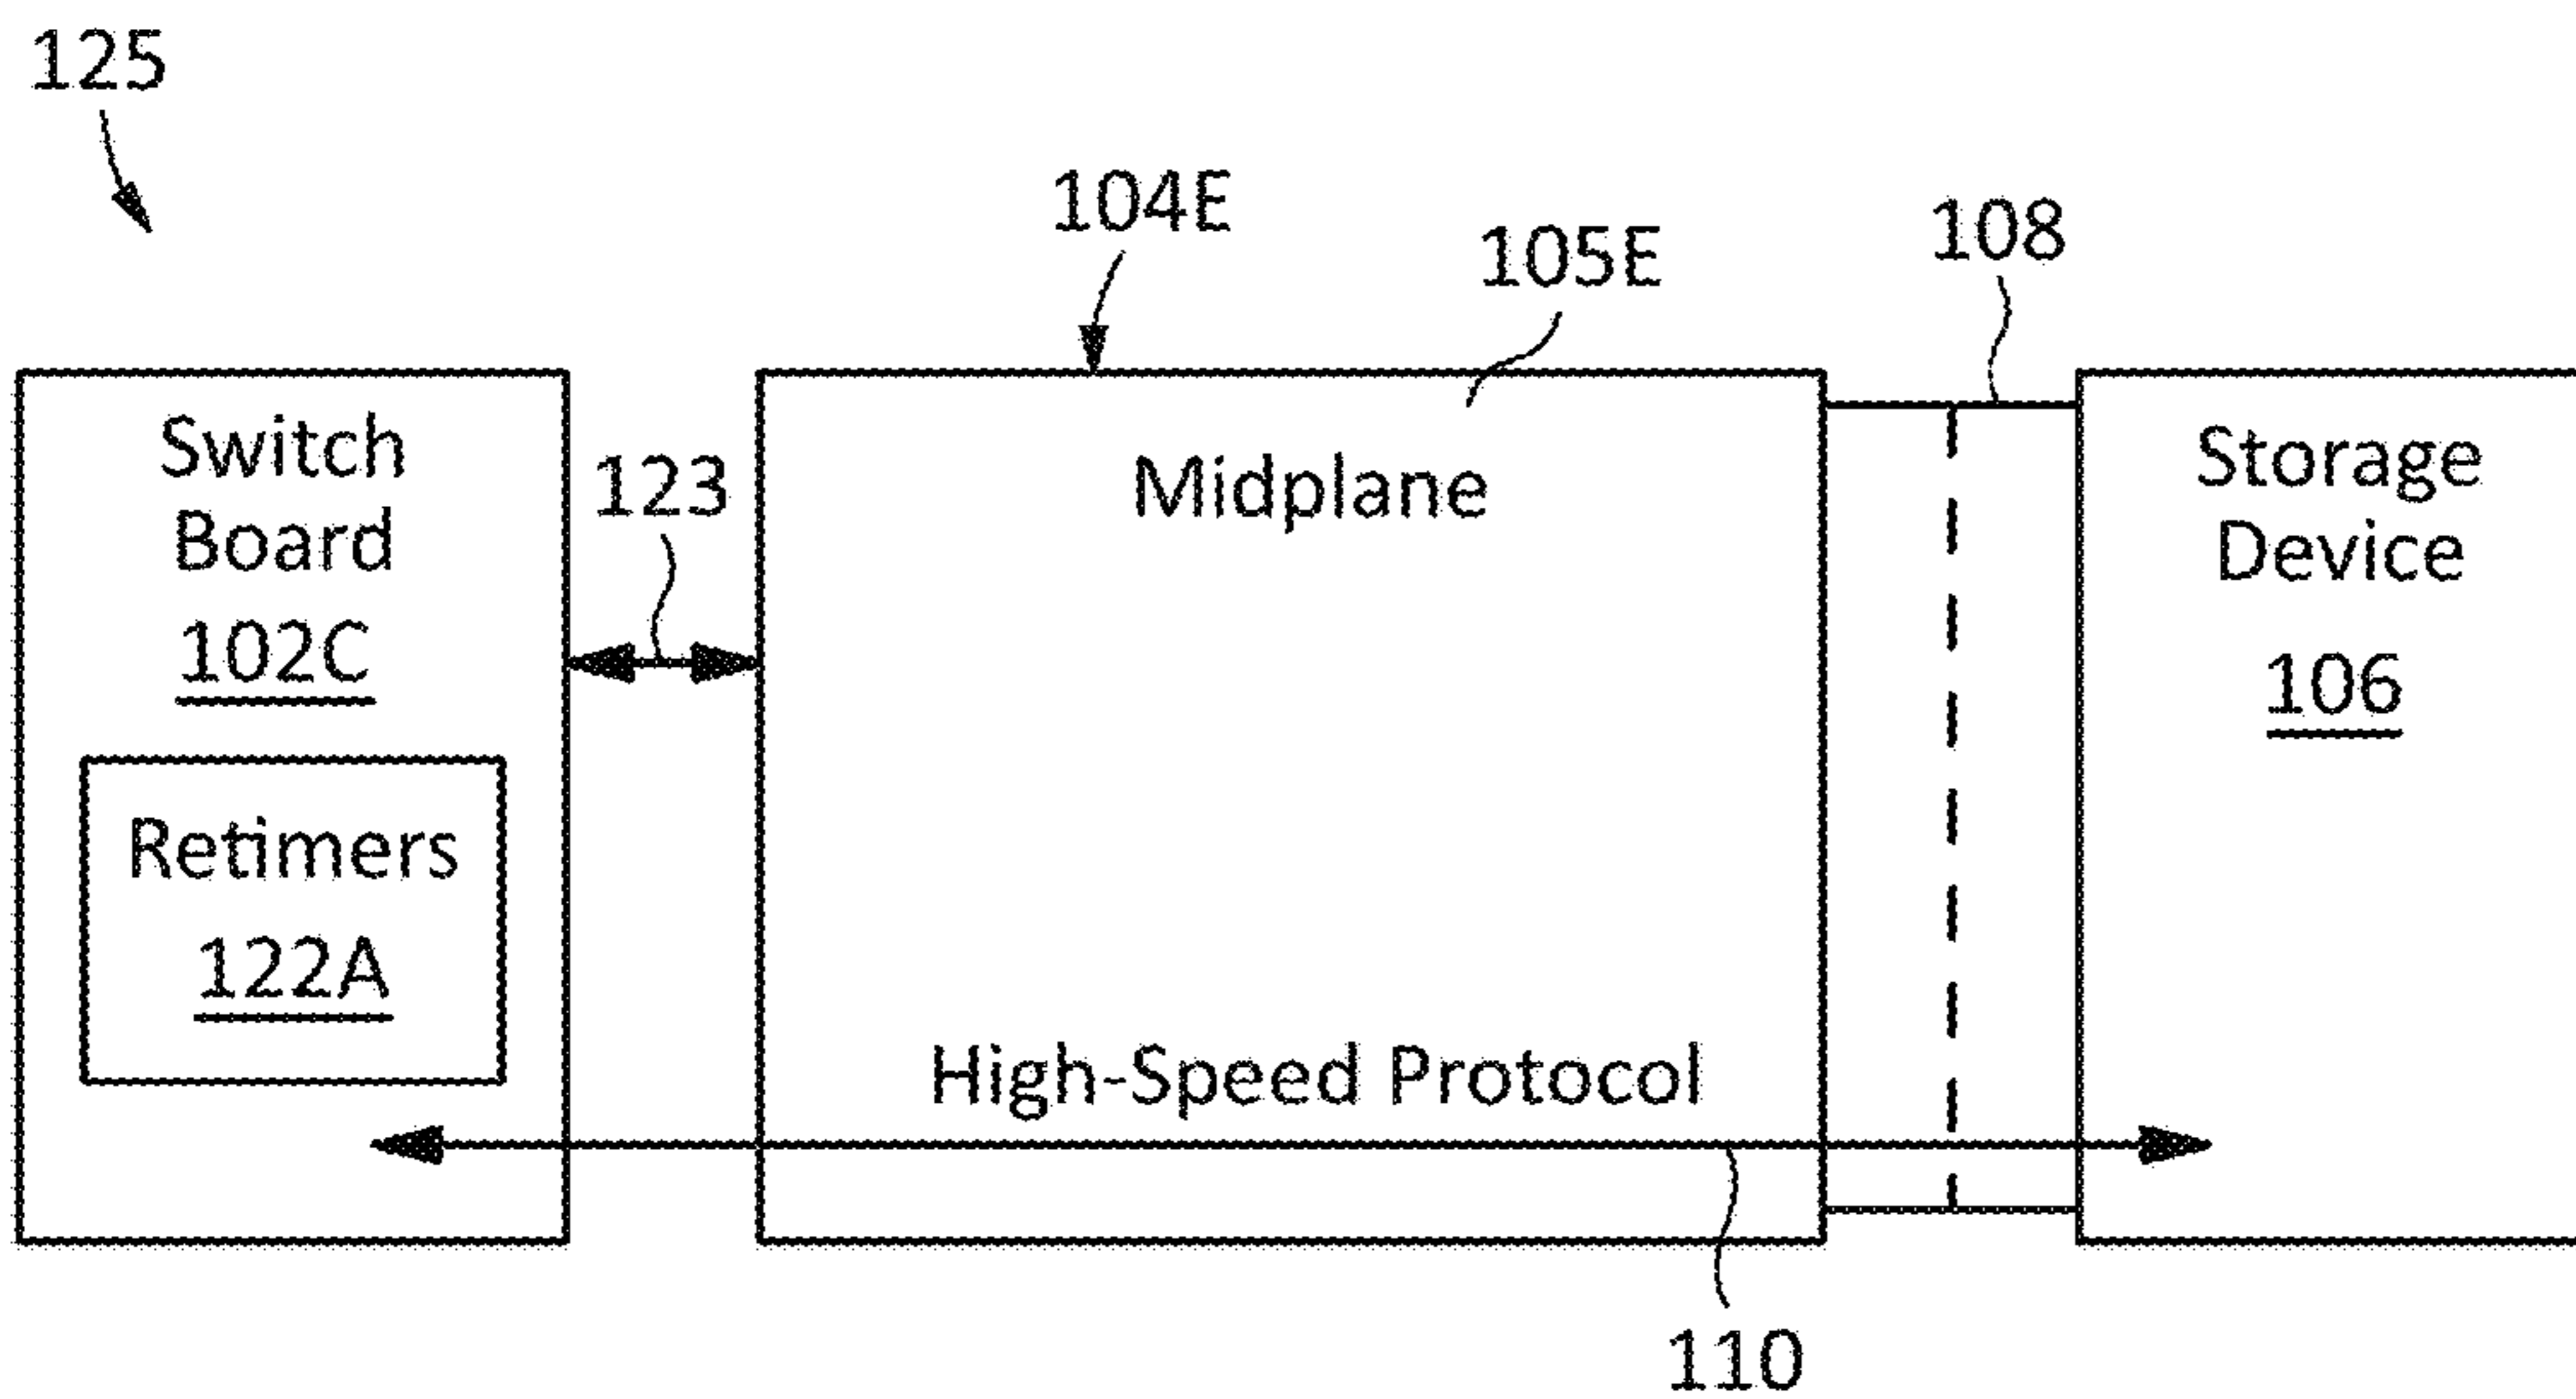 125
104E
105E
108
Switch
Board
102C
123
Midplane
Storage
Device
106
Retimers
122A
High-Speed Protocol
110